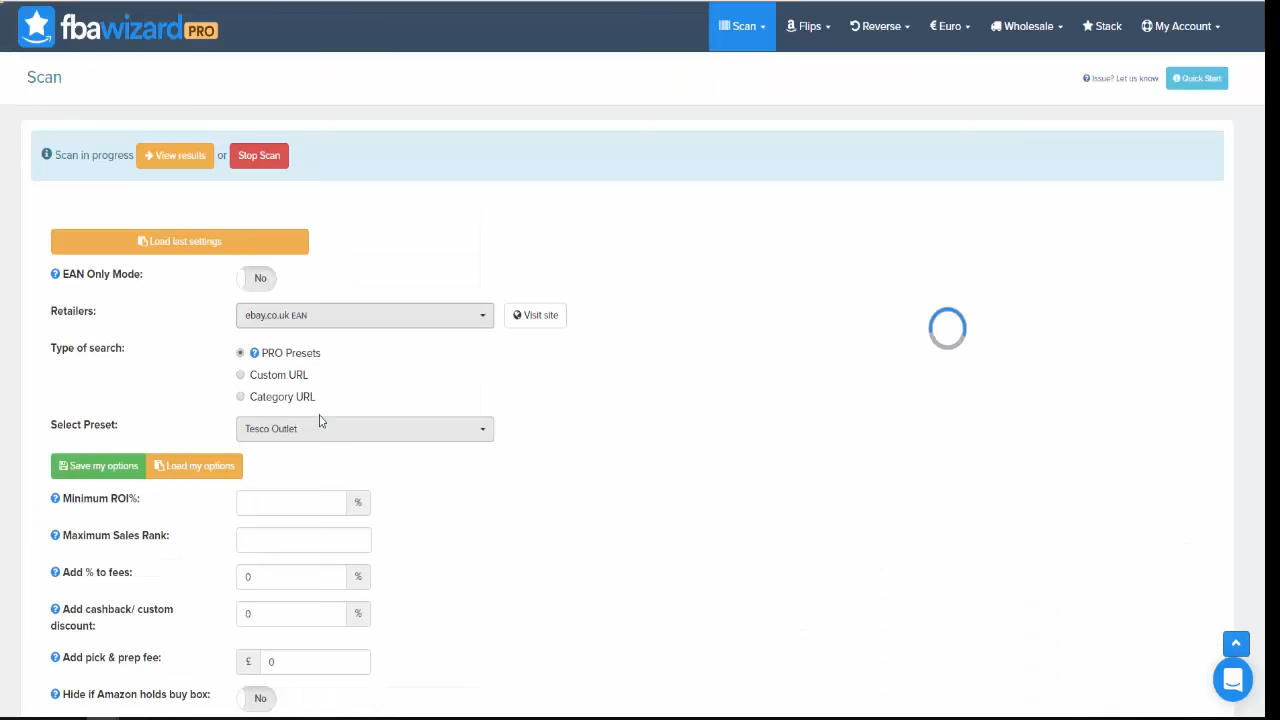 fbawizard PRO
Scan
Flips
Reverse
€ Euro
Wholesale
Stack
My Account
Scan
Issue? Let us know
Quick Start
Scan in progress View results or Stop Scan
Load last settings
EAN Only Mode:
No
Retailers:
ebay.co.uk EAN
Visit site
Type of search:
PRO Presets
Custom URL
Category URL
Select Preset:
Tesco Outlet
Save my options
Load my options
Minimum ROI%:
%
Maximum Sales Rank:
Add % to fees:
0
%
Add cashback/ custom
discount:
0
%
Add pick & prep fee:
£
0
Hide if Amazon holds buy box:
No